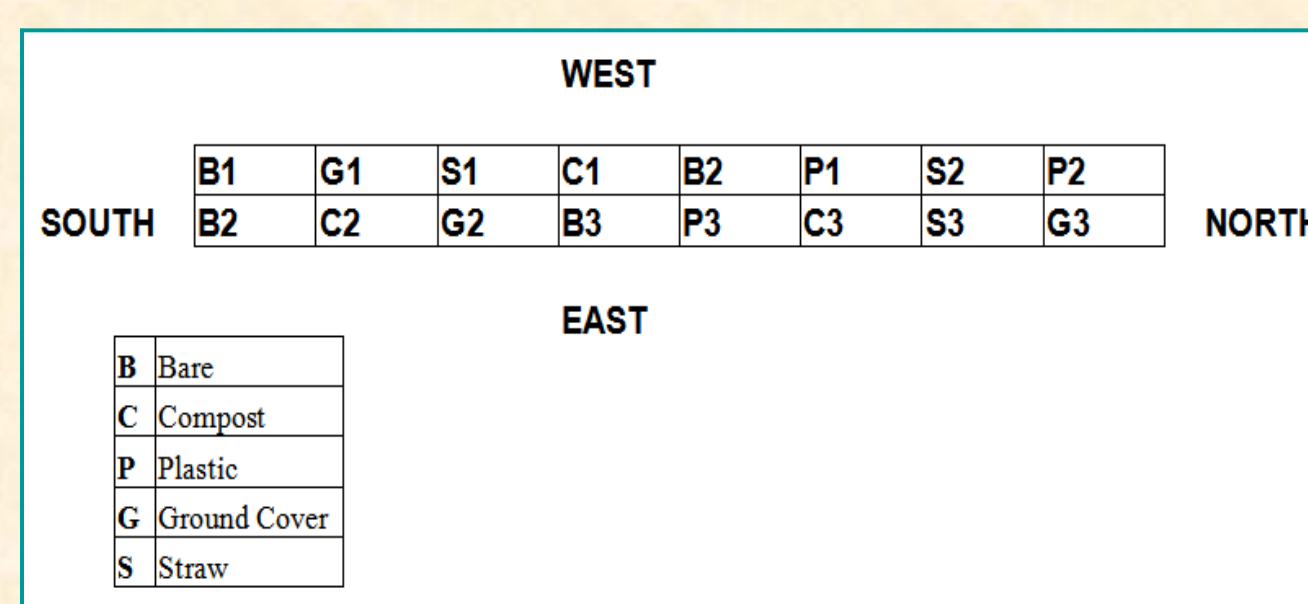 WEST
B1 G1 S1 C1 B2 P1 S2 P2
SOUTH B2 C2 G2 B3 P3 C3 S3 G3 NORTH
EAST
B Bare
C Compost
P Plastic
G Ground Cover
S Straw